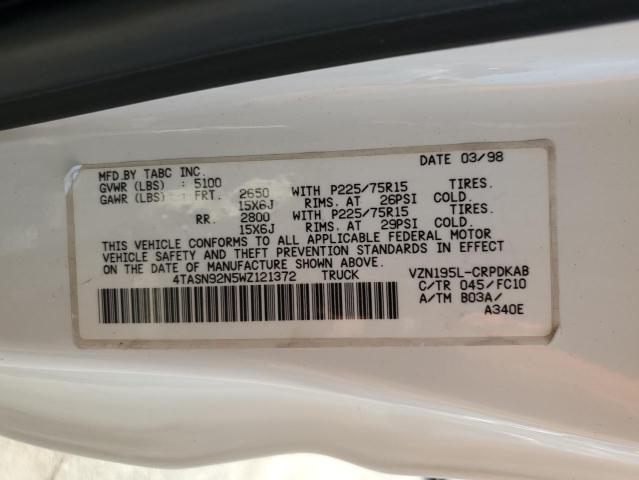 MFD.BY TABC INC. DATE 03/98
GVWR (LBS) : 5100
GAWR (LBS) : FRT. 2650 WITH P225/75R15 TIRES.
15X6J RIMS. AT 26PSI COLD.
RR. 2800 WITH P225/75R15 TIRES.
15X6J RIMS. AT 29PSI COLD.
THIS VEHICLE CONFORMS TO ALL APPLICABLE FEDERAL MOTOR
VEHICLE SAFETY AND THEFT PREVENTION STANDARDS IN EFFECT
ON THE DATE OF MANUFACTURE SHOWN ABOVE.
4TASN92N5WZ121372 TRUCK VZN195L-CRPDKAB
C/TR 045/FC10
A/TM B03A/
A340E